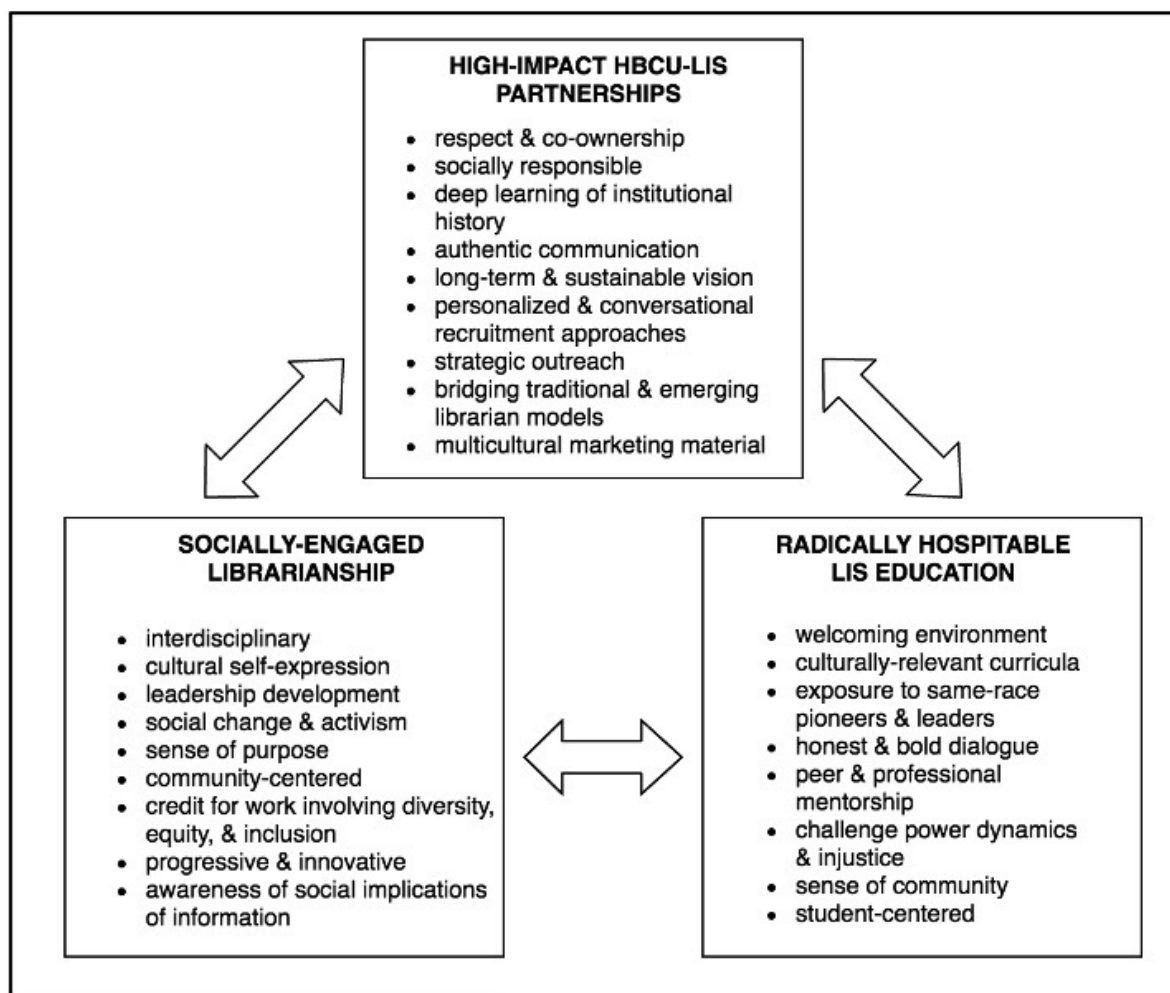 HIGH-IMPACT HBCU-LIS
PARTNERSHIPS
• respect & co-ownership
• socially responsible
• deep learning of institutional
history
• authentic communication
• long-term & sustainable vision
• personalized & conversational
recruitment approaches
• strategic outreach
• bridging traditional & emerging
librarian models
• multicultural marketing material
SOCIALLY-ENGAGED
LIBRARIANSHIP
• interdisciplinary
• cultural self-expression
• leadership development
• social change & activism
• sense of purpose
• community-centered
• credit for work involving diversity,
equity, & inclusion
• progressive & innovative
• awareness of social implications
of information
RADICALLY HOSPITABLE
LIS EDUCATION
• welcoming environment
• culturally-relevant curricula
• exposure to same-race
pioneers & leaders
• honest & bold dialogue
• peer & professional
mentorship
• challenge power dynamics
& injustice
• sense of community
• student-centered